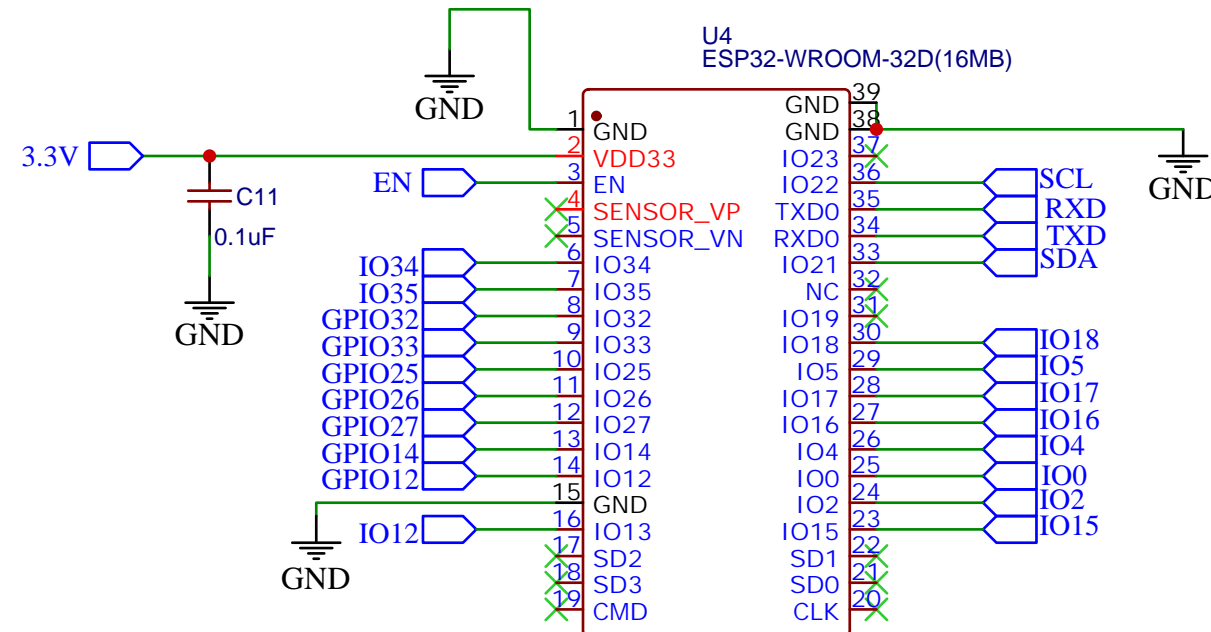 U4
ESP32-WROOM-32D(16MB)
GND
GND
39
1
GND
GND
38
3.3V
2
VDD33
IO23
37
GND
EN
3
EN
IO22
36
SCL
C11
4
SENSOR_VP
TXD0
35
RXD
0.1uF
5
SENSOR_VN
RXD0
34
TXD
IO34
6
IO34
IO21
33
SDA
IO35
7
IO35
NC
32
GND
GPIO32
8
IO32
IO19
31
GPIO33
9
IO33
IO18
30
IO18
GPIO25
10
IO25
IO5
29
IO5
GPIO26
11
IO26
IO17
28
IO17
GPIO27
12
IO27
IO16
27
IO16
GPIO14
13
IO14
IO4
26
IO4
GPIO12
14
IO12
IO0
25
IO0
15
GND
IO2
24
IO2
IO12
16
IO13
IO15
23
IO15
GND
17
SD2
SD1
22
18
SD3
SD0
21
19
CMD
CLK
20